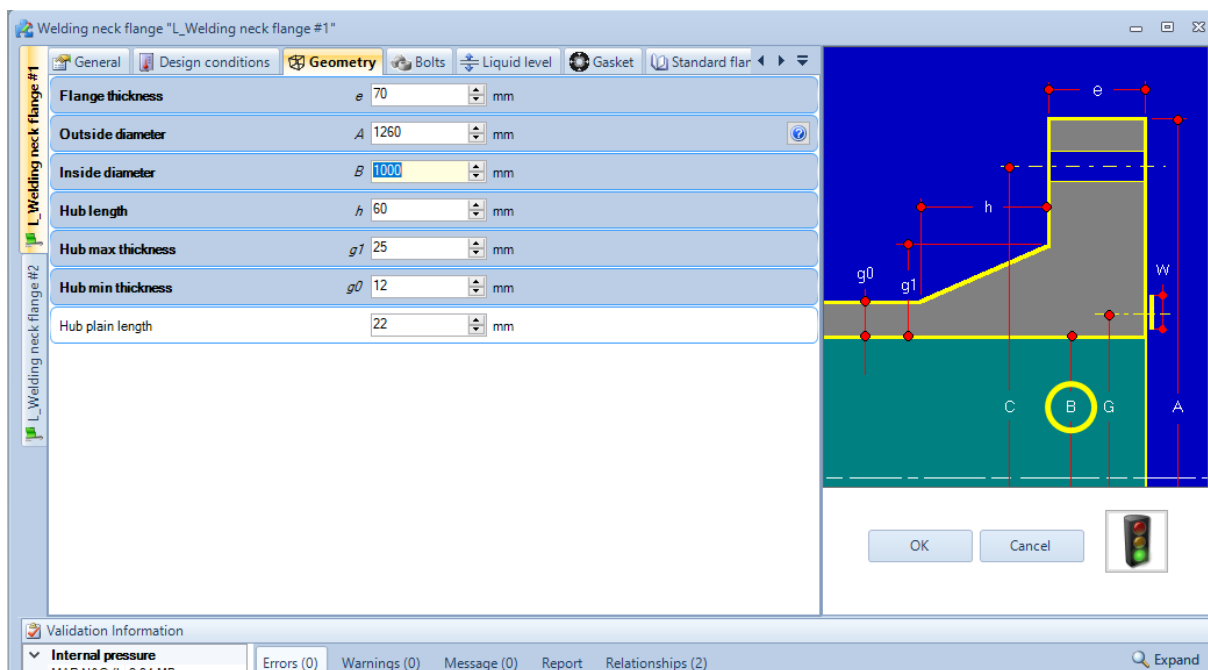 Welding neck flange "L_Welding neck flange #1"
General Design conditions Geometry Bolts Liquid level Gasket Standard flan
L_Welding neck flange #1
L_Welding neck flange #2
Flange thickness e 70 mm
Outside diameter A 1260 mm
Inside diameter B 1000 mm
Hub length h 60 mm
Hub max thickness g1 25 mm
Hub min thickness g0 12 mm
Hub plain length 22 mm
e
h
g0
g1
W
C B G A
OK Cancel
Validation Information
Internal pressure
Errors (0) Warnings (0) Message (0) Report Relationships (2) Expand